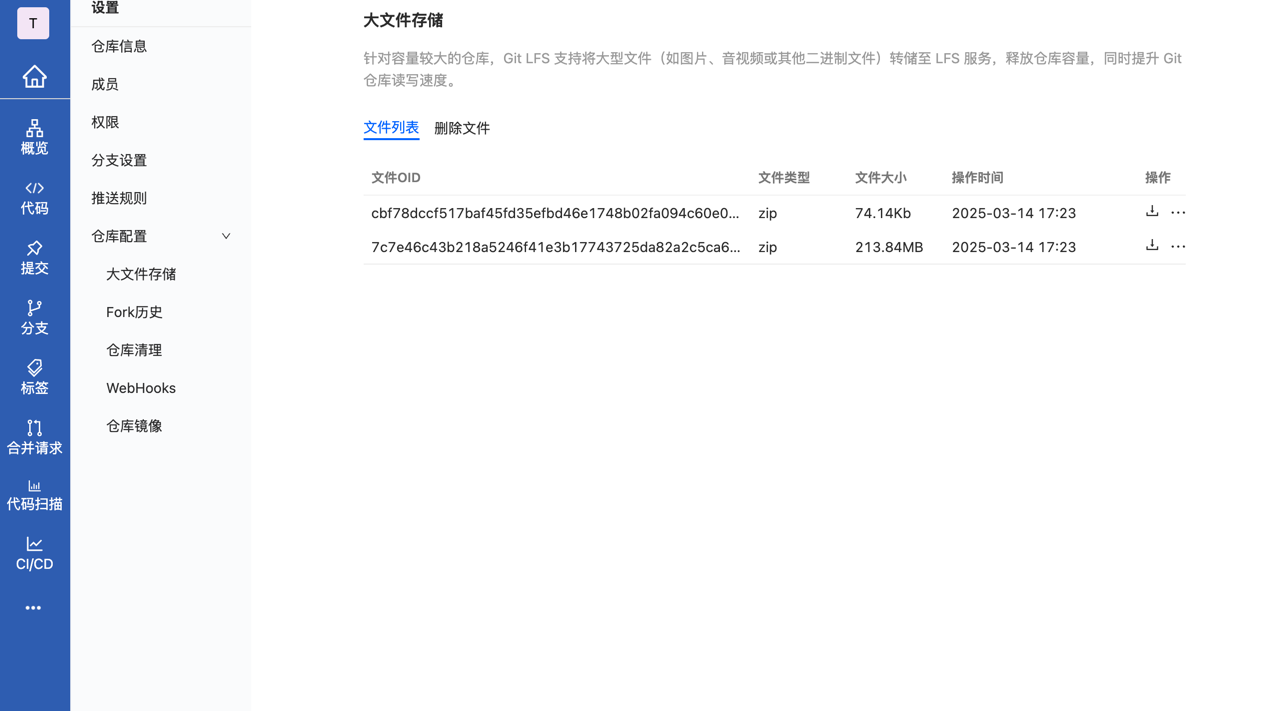 T
概览
代码
提交
分支
标签
合并请求
代码扫描
CI/CD
设置
仓库信息
成员
权限
分支设置
推送规则
仓库配置
大文件存储
Fork历史
仓库清理
WebHooks
仓库镜像
大文件存储
针对容量较大的仓库，Git LFS 支持将大型文件（如图片、音视频或其他二进制文件）转储至 LFS 服务，释放仓库容量，同时提升 Git
仓库读写速度。
文件列表 删除文件
文件OID 文件类型 文件大小 操作时间 操作
cbf78dccf517baf45fd35efbd46e1748b02fa094c60e0... zip 74.14Kb 2025-03-14 17:23
7c7e46c43b218a5246f41e3b17743725da82a2c5ca6... zip 213.84MB 2025-03-14 17:23